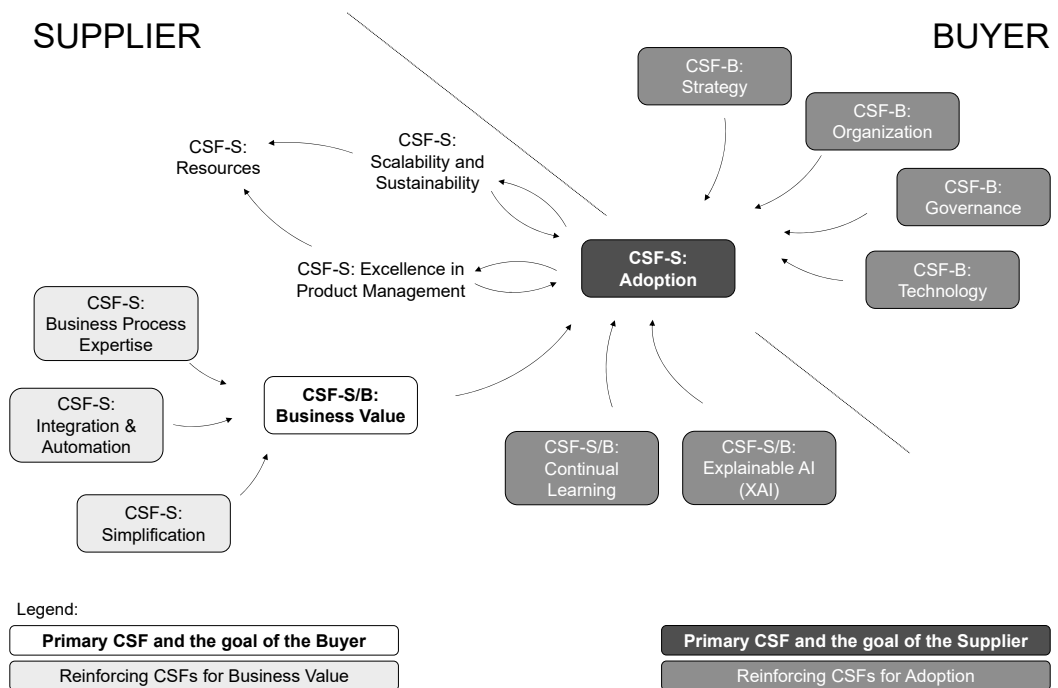 SUPPLIER
BUYER
CSF-B:
Strategy
CSF-B:
Organization
CSF-S:
Resources
CSF-S:
Scalability and
Sustainability
CSF-B:
Governance
CSF-S: Excellence in
Product Management
CSF-S:
Adoption
CSF-B:
Technology
CSF-S:
Business Process
Expertise
CSF-S/B:
Business Value
CSF-S:
Integration &
Automation
CSF-S/B:
Continual
Learning
CSF-S/B:
Explainable AI
(XAI)
CSF-S:
Simplification
Legend:
Primary CSF and the goal of the Buyer
Primary CSF and the goal of the Supplier
Reinforcing CSFs for Business Value
Reinforcing CSFs for Adoption